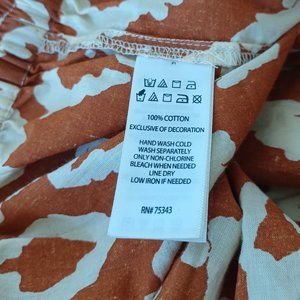 100% COTTON
EXCLUSIVE OF DECORATION
HAND WASH COLD
WASH SEPARATELY
ONLY NON-CHLORINE
BLEACH WHEN NEEDED
LINE DRY
LOW IRON IF NEEDED
RN# 75343